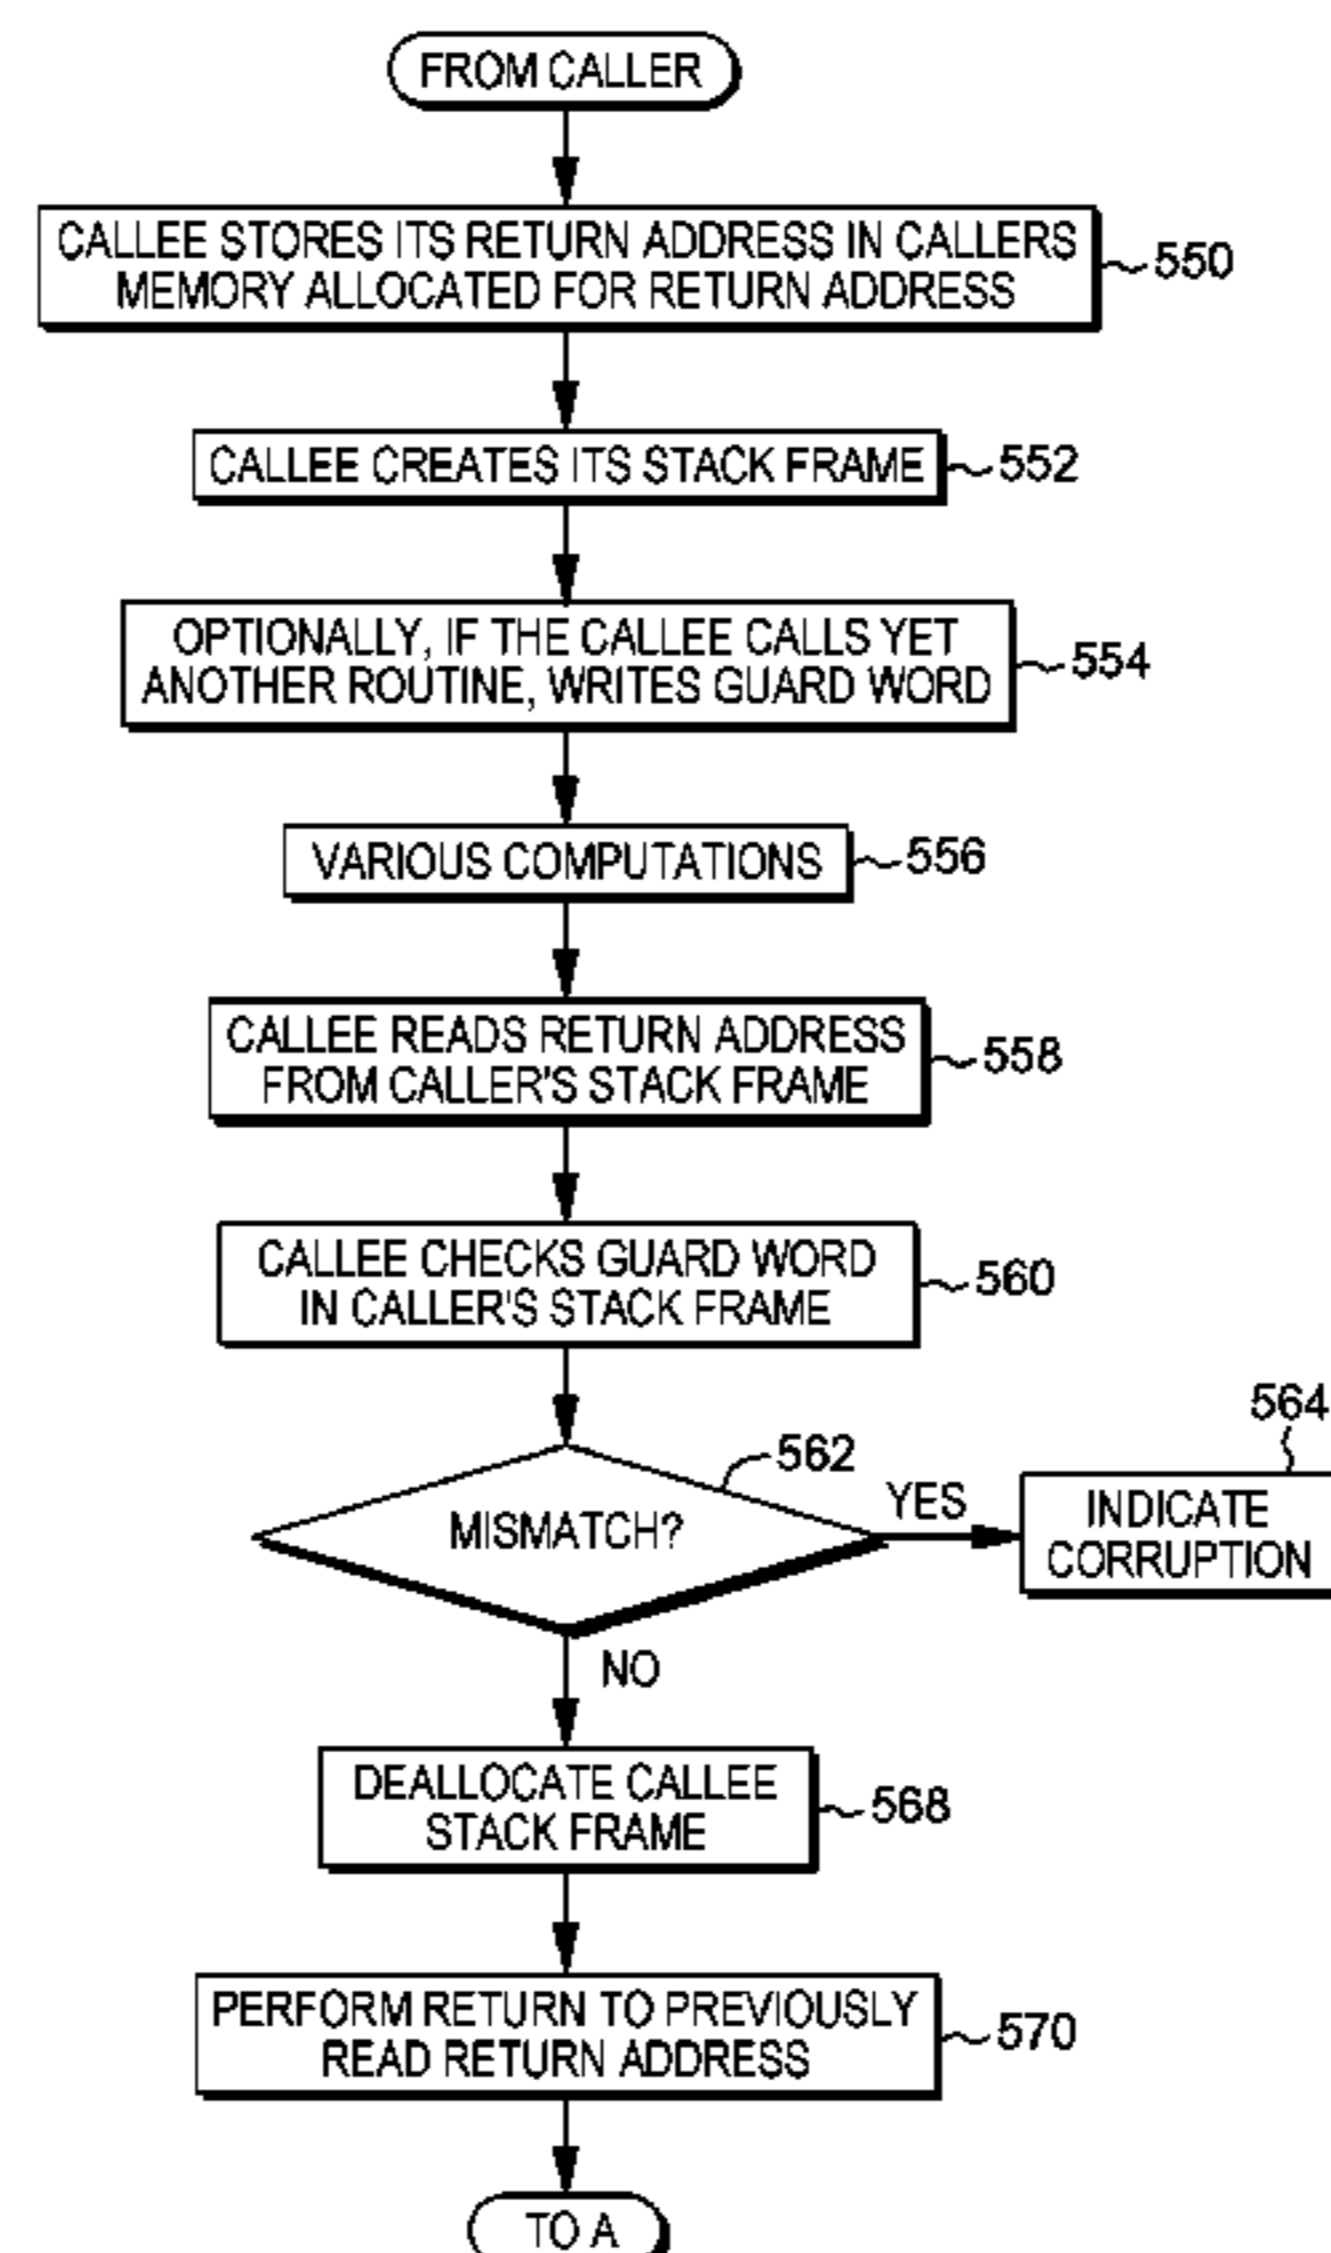 FROM CALLER
CALLEE STORES ITS RETURN ADDRESS IN CALLERS
MEMORY ALLOCATED FOR RETURN ADDRESS
550
CALLEE CREATES ITS STACK FRAME
552
OPTIONALLY, IF THE CALLEE CALLS YET
ANOTHER ROUTINE, WRITES GUARD WORD
554
VARIOUS COMPUTATIONS
556
CALLEE READS RETURN ADDRESS
FROM CALLER'S STACK FRAME
558
CALLEE CHECKS GUARD WORD
IN CALLER'S STACK FRAME
560
MISMATCH?
562
YES
564
INDICATE
CORRUPTION
NO
DEALLOCATE CALLEE
STACK FRAME
568
PERFORM RETURN TO PREVIOUSLY
READ RETURN ADDRESS
570
TO A